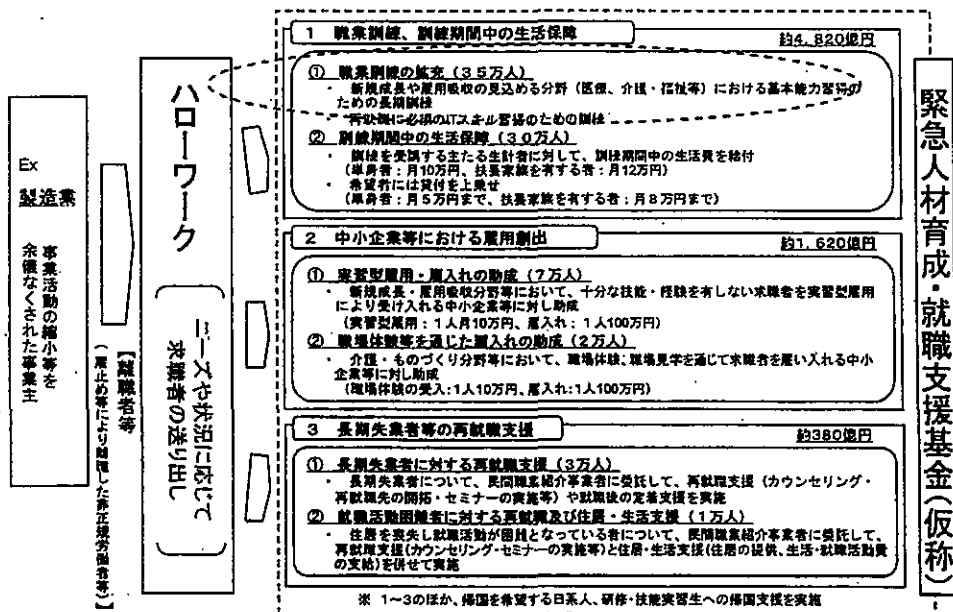 Ex
製造業
事業活動の縮小等を
余儀なくされた事業主
【離職者等
（雇止め等により離職した非正規労働者等）】
ハローワーク
ニーズや状況に応じて
求職者の送り出し
1 職業訓練、訓練期間中の生活保障
約4,820億円
① 職業訓練の拡充（35万人）
・ 新規成長や雇用吸収の見込める分野（医療、介護・福祉等）における基本能力習得の
ための長期訓練
・ 再就職に必須のITスキル習得のための訓練
② 訓練期間中の生活保障（30万人）
・ 訓練を受講する主たる生計者に対して、訓練期間中の生活費を給付
（単身者：月10万円、扶養家族を有する者：月12万円）
・ 希望者には貸付を上乗せ
（単身者：月5万円まで、扶養家族を有する者：月8万円まで）
2 中小企業等における雇用創出
約1,620億円
① 実習型雇用・雇入れの助成（7万人）
・ 新規成長・雇用吸収分野等において、十分な技能・経験を有しない求職者を実習型雇用
により受け入れる中小企業等に対し助成
（実習型雇用：1人月10万円、雇入れ：1人100万円）
② 職場体験等を通じた雇入れの助成（2万人）
・ 介護・ものづくり分野等において、職場体験、職場見学を通じて求職者を雇い入れる中小
企業等に対し助成
（職場体験の受入：1人10万円、雇入れ：1人100万円）
3 長期失業者等の再就職支援
約380億円
① 長期失業者に対する再就職支援（3万人）
・ 長期失業者について、民間職業紹介事業者に委託して、再就職支援（カウンセリング・
再就職先の開拓・セミナーの実施等）や就職後の定着支援を実施
② 就職活動困難者に対する再就職及び住居・生活支援（1万人）
・ 住居を喪失し就職活動が困難となっている者について、民間職業紹介事業者に委託して、
再就職支援（カウンセリング・セミナーの実施等）と住居・生活支援（住居の提供、生活・就職活動費
の支給）を併せて実施
※ 1～3のほか、帰国を希望する日系人、研修・技能実習生への帰国支援を実施
緊急人材育成・就職支援基金（仮称）